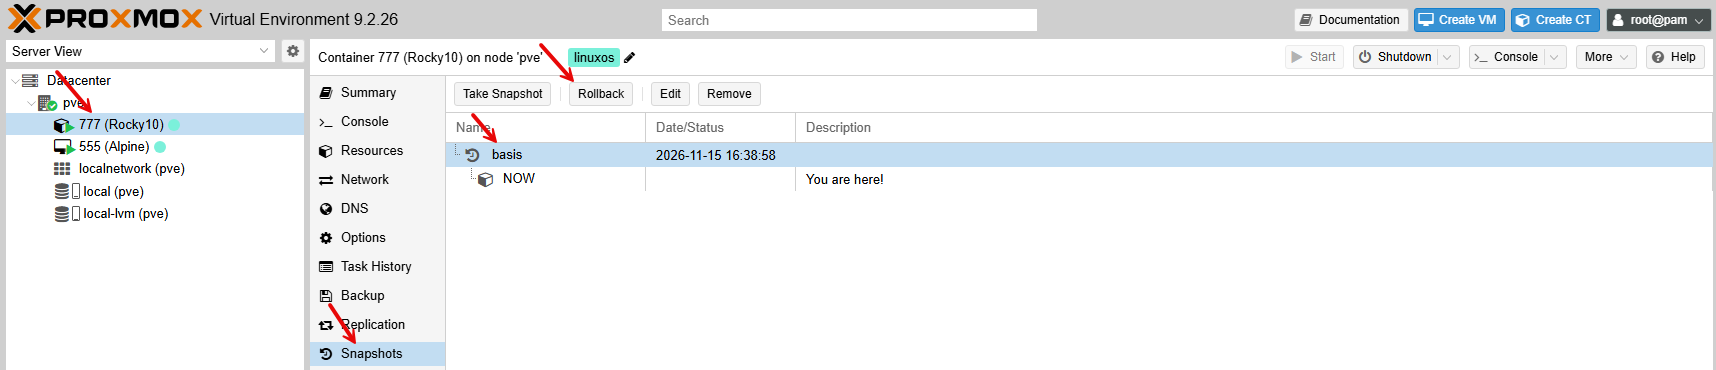 PROXMOX Virtual Environment 9.2.26 Search Documentation Create VM Create CT root@pam
Server View
Container 777 (Rocky10) on node 'pve' linuxos Start Shutdown Console More Help
Datacenter
pve
777 (Rocky10)
555 (Alpine)
localnetwork (pve)
local (pve)
local-lvm (pve)
Summary
Console
Resources
Network
DNS
Options
Task History
Backup
Replication
Snapshots
Take Snapshot Rollback Edit Remove
Name Date/Status Description
basis 2026-11-15 16:38:58
NOW You are here!